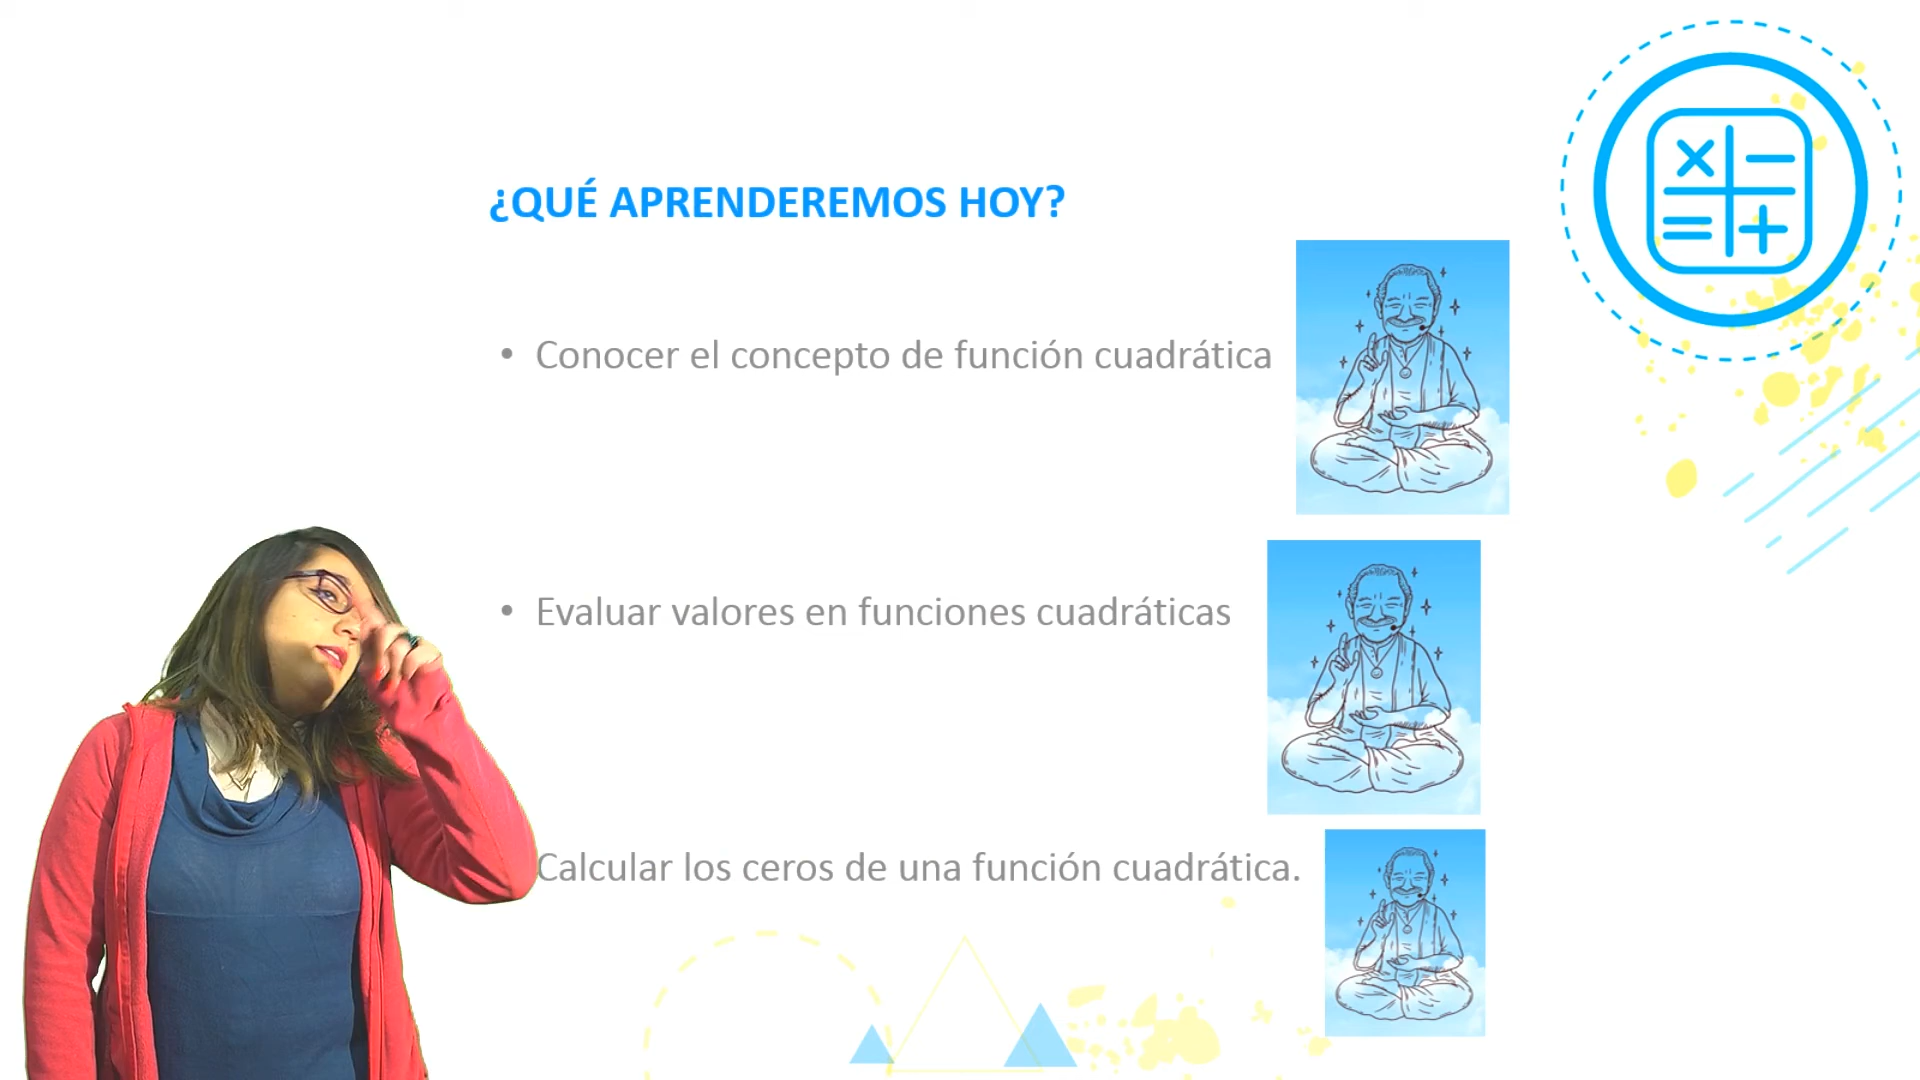 ¿QUÉ APRENDEREMOS HOY?
• Conocer el concepto de función cuadrática
• Evaluar valores en funciones cuadráticas
Calcular los ceros de una función cuadrática.